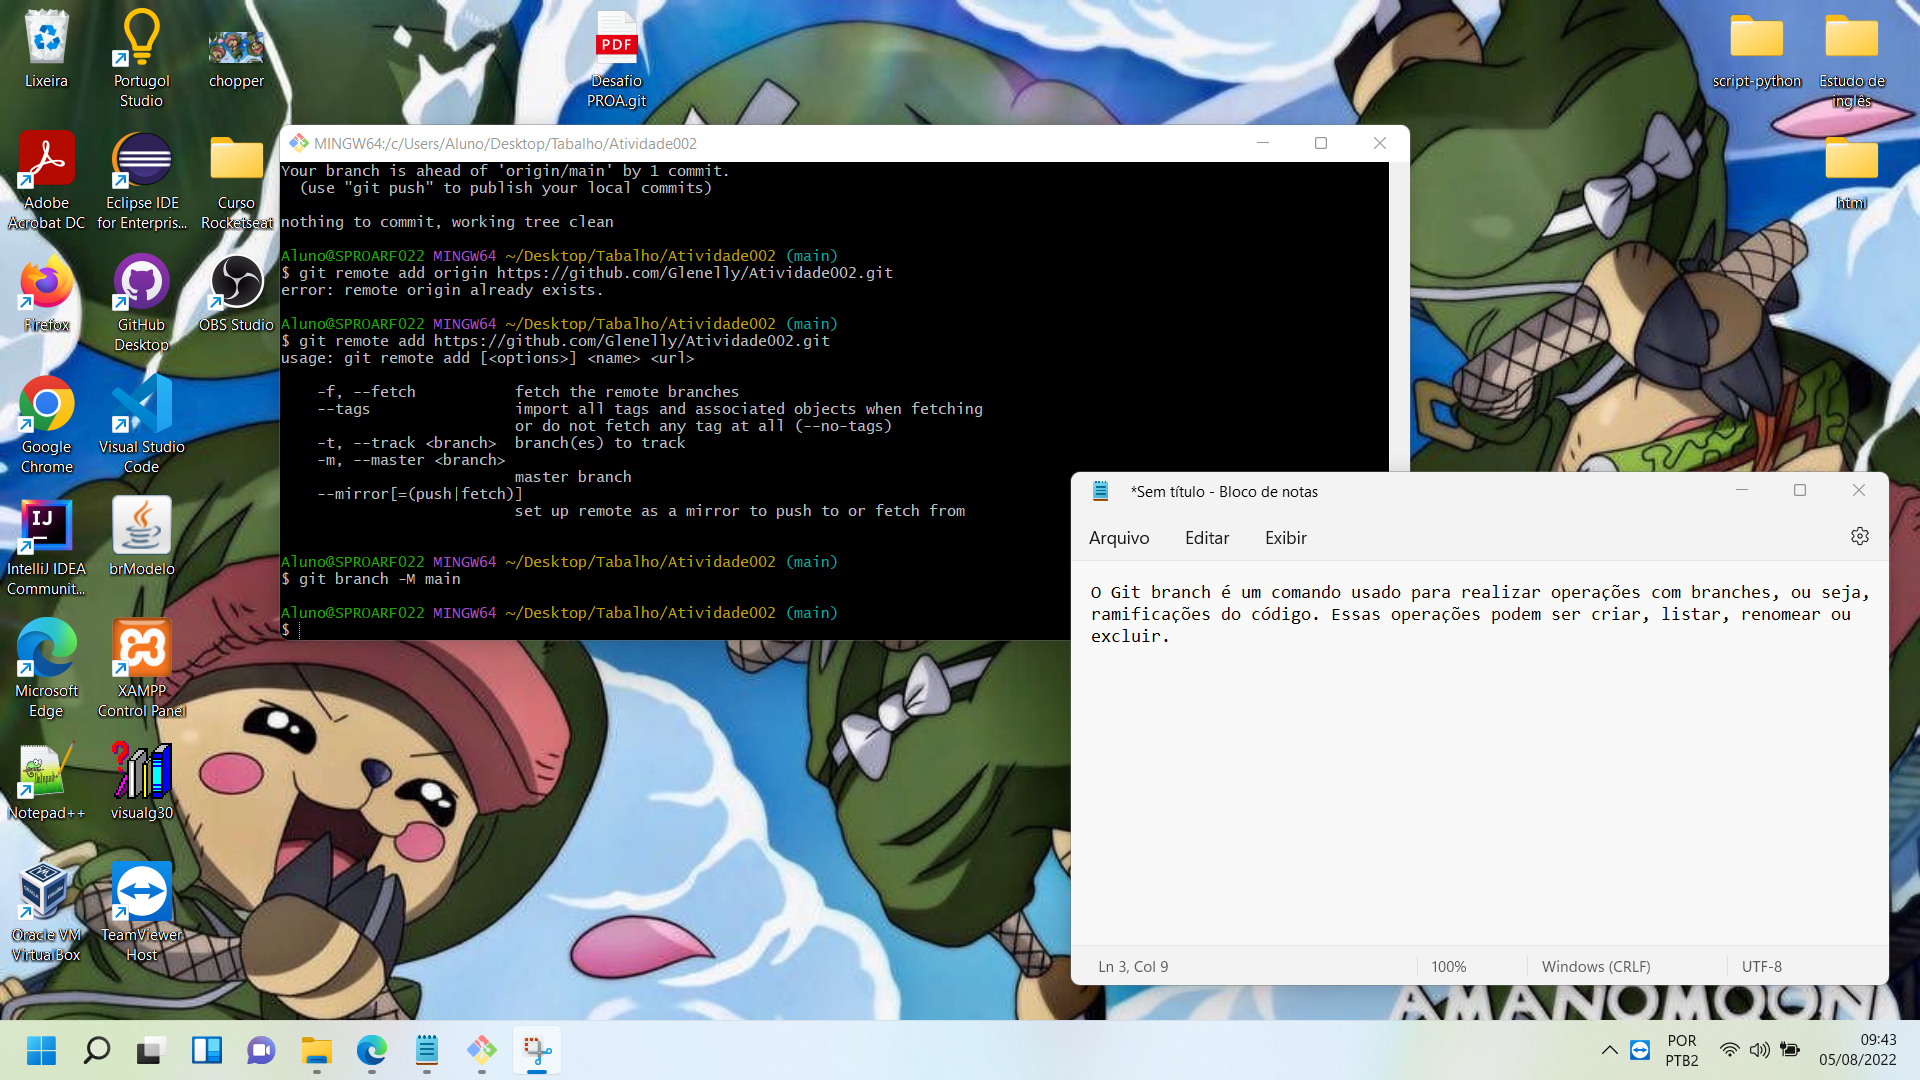 Lixeira
Portugol
Studio
chopper
Desafio
PROA.git
script-python
Estudo de
inglês
Adobe
Acrobat DC
Eclipse IDE
for Enterpris...
Curso
Rocketseat
html
Firefox
GitHub
Desktop
OBS Studio
Google
Chrome
Visual Studio
Code
IntelliJ IDEA
Communit...
brModelo
Microsoft
Edge
XAMPP
Control Panel
Notepad++
visualg30
Oracle VM
VirtualBox
TeamViewer
Host
MINGW64:/c/Users/Aluno/Desktop/Tabalho/Atividade002
Your branch is ahead of 'origin/main' by 1 commit.
(use "git push" to publish your local commits)
nothing to commit, working tree clean
Aluno@SPROARF022 MINGW64 ~/Desktop/Tabalho/Atividade002 (main)
$ git remote add origin https://github.com/Glenelly/Atividade002.git
error: remote origin already exists.
Aluno@SPROARF022 MINGW64 ~/Desktop/Tabalho/Atividade002 (main)
$ git remote add https://github.com/Glenelly/Atividade002.git
usage: git remote add [<options>] <name> <url>
-f, --fetch fetch the remote branches
--tags import all tags and associated objects when fetching
or do not fetch any tag at all (--no-tags)
-t, --track <branch> branch(es) to track
-m, --master <branch>
master branch
--mirror[=(push|fetch)]
set up remote as a mirror to push to or fetch from
Aluno@SPROARF022 MINGW64 ~/Desktop/Tabalho/Atividade002 (main)
$ git branch -M main
Aluno@SPROARF022 MINGW64 ~/Desktop/Tabalho/Atividade002 (main)
$
*Sem título - Bloco de notas
Arquivo Editar Exibir
O Git branch é um comando usado para realizar operações com branches, ou seja,
ramificações do código. Essas operações podem ser criar, listar, renomear ou
excluir.
Ln 3, Col 9 100% Windows (CRLF) UTF-8
AMANOMOON
POR
PTB2
09:43
05/08/2022